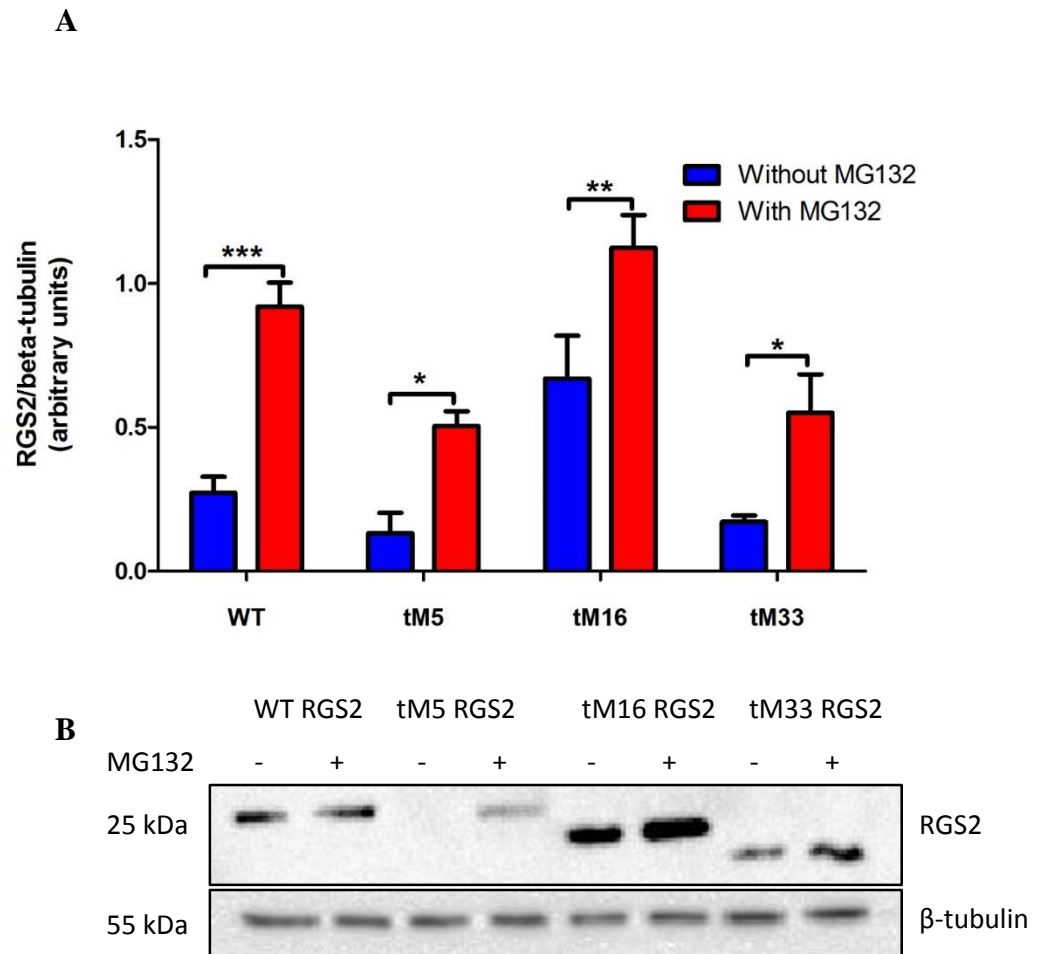 A
1.5
Without MG132
With MG132
**
***
1.0
RGS2/beta-tubulin
(arbitrary units)
*
*
0.5
0.0
WT tM5 tM16 tM33
B
WT RGS2 tM5 RGS2 tM16 RGS2 tM33 RGS2
MG132 - + - + - + - +
25 kDa RGS2
55 kDa β-tubulin